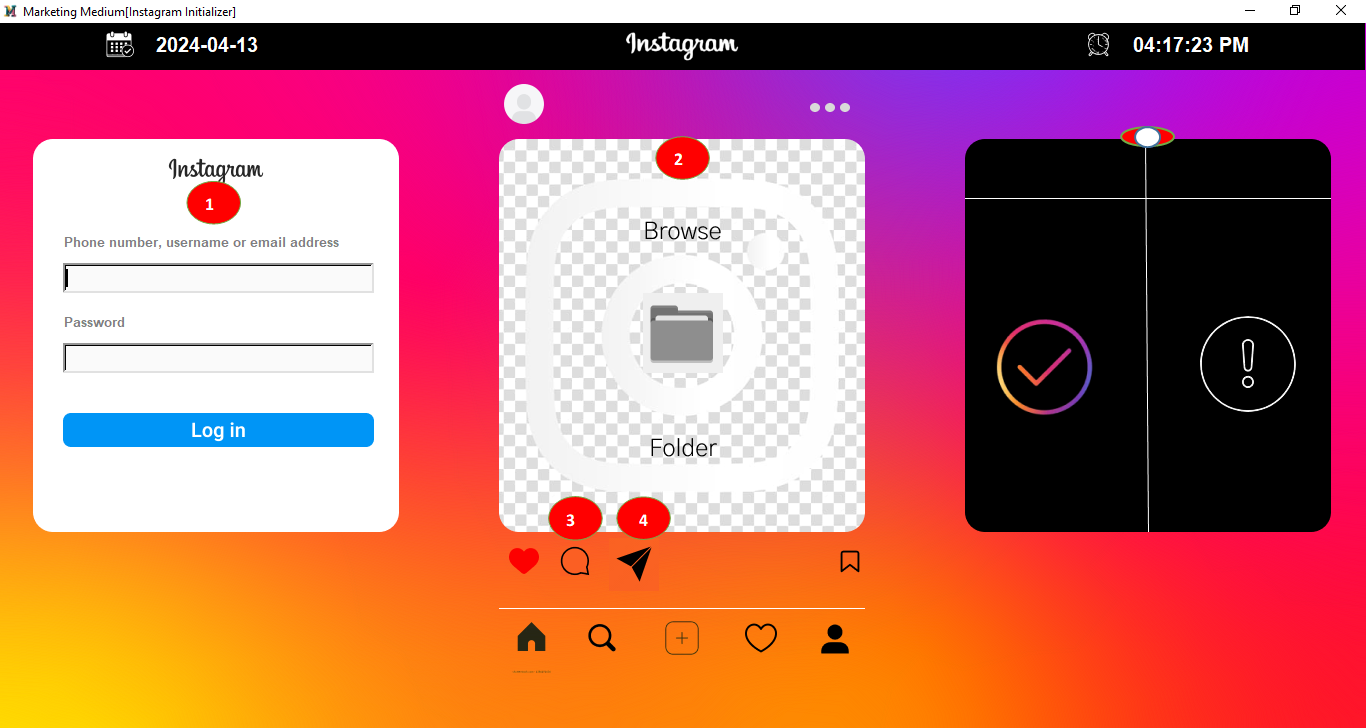 Marketing Medium[Instagram Initializer]
2024-04-13
Instagram
04:17:23 PM
Instagram
1
Phone number, username or email address
Password
Log in
2
Browse
Folder
3
4